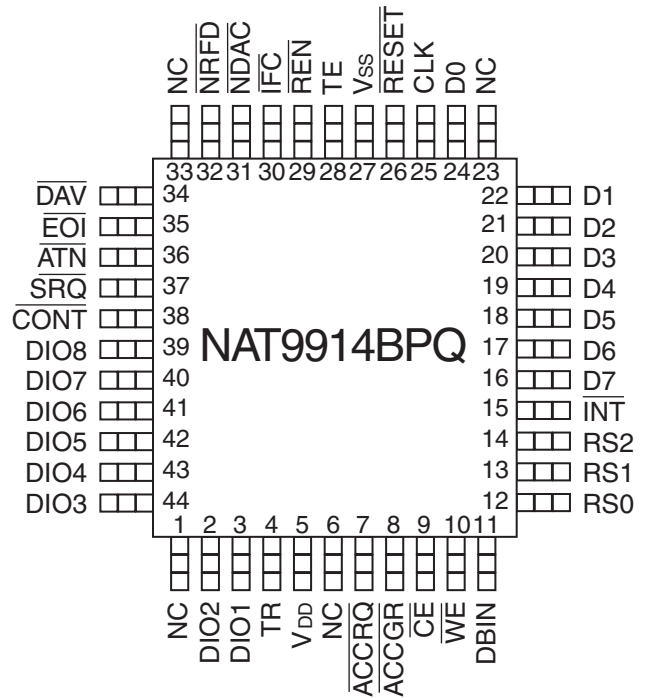 NC NRFD NDAC IFC REN TE VSS RESET CLK D0 NC
33 32 31 30 29 28 27 26 25 24 23
DAV 34 22 D1
EOI 35 21 D2
ATN 36 20 D3
SRQ 37 19 D4
CONT 38 18 D5
DIO8 39 NAT9914BPQ 17 D6
DIO7 40 16 D7
DIO6 41 15 INT
DIO5 42 14 RS2
DIO4 43 13 RS1
DIO3 44 12 RS0
1 2 3 4 5 6 7 8 9 10 11
NC DIO2 DIO1 TR VDD NC ACCRQ ACCGR CE WE DBIN